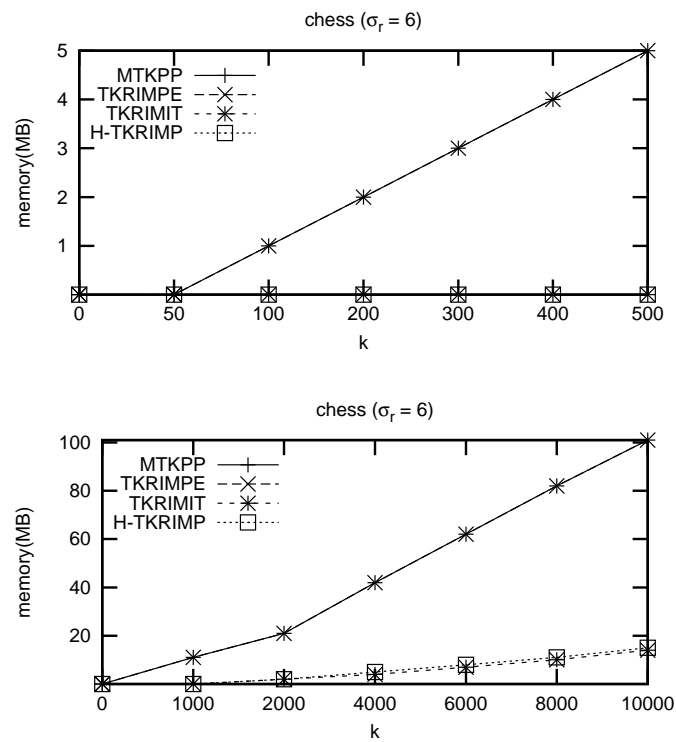 chess (σr = 6)
5
4
3
2
1
memory(MB)
MTKPP
TKRIMPE
TKRIMIT
H-TKRIMP
0 50 100 200 300 400 500
k
chess (σr = 6)
100
80
60
40
20
memory(MB)
MTKPP
TKRIMPE
TKRIMIT
H-TKRIMP
0 1000 2000 4000 6000 8000 10000
k